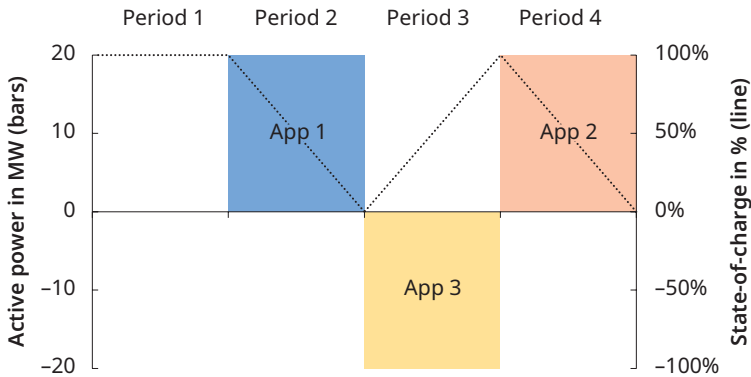 Period 1 Period 2 Period 3 Period 4
Active power in MW (bars)
20
10
0
–10
–20
App 1
App 2
App 3
100%
50%
0%
–50%
–100%
State-of-charge in % (line)